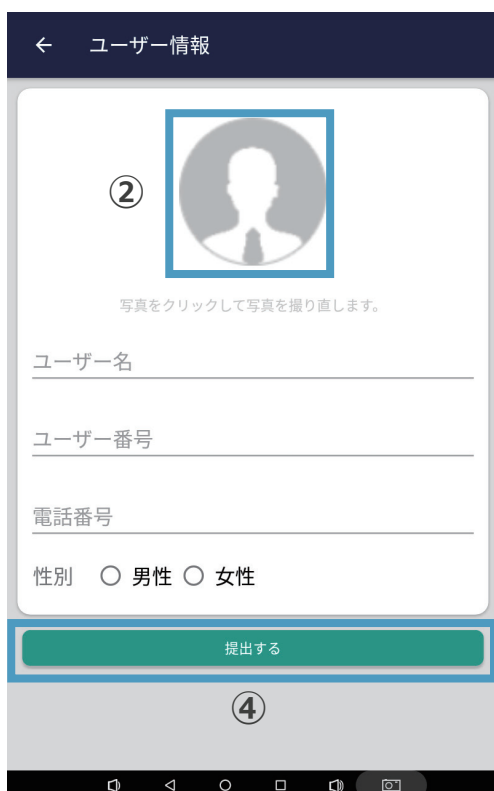 ユーザー情報
②
写真をクリックして写真を撮り直します。
ユーザー名
ユーザー番号
電話番号
性別 男性 女性
提出する
④